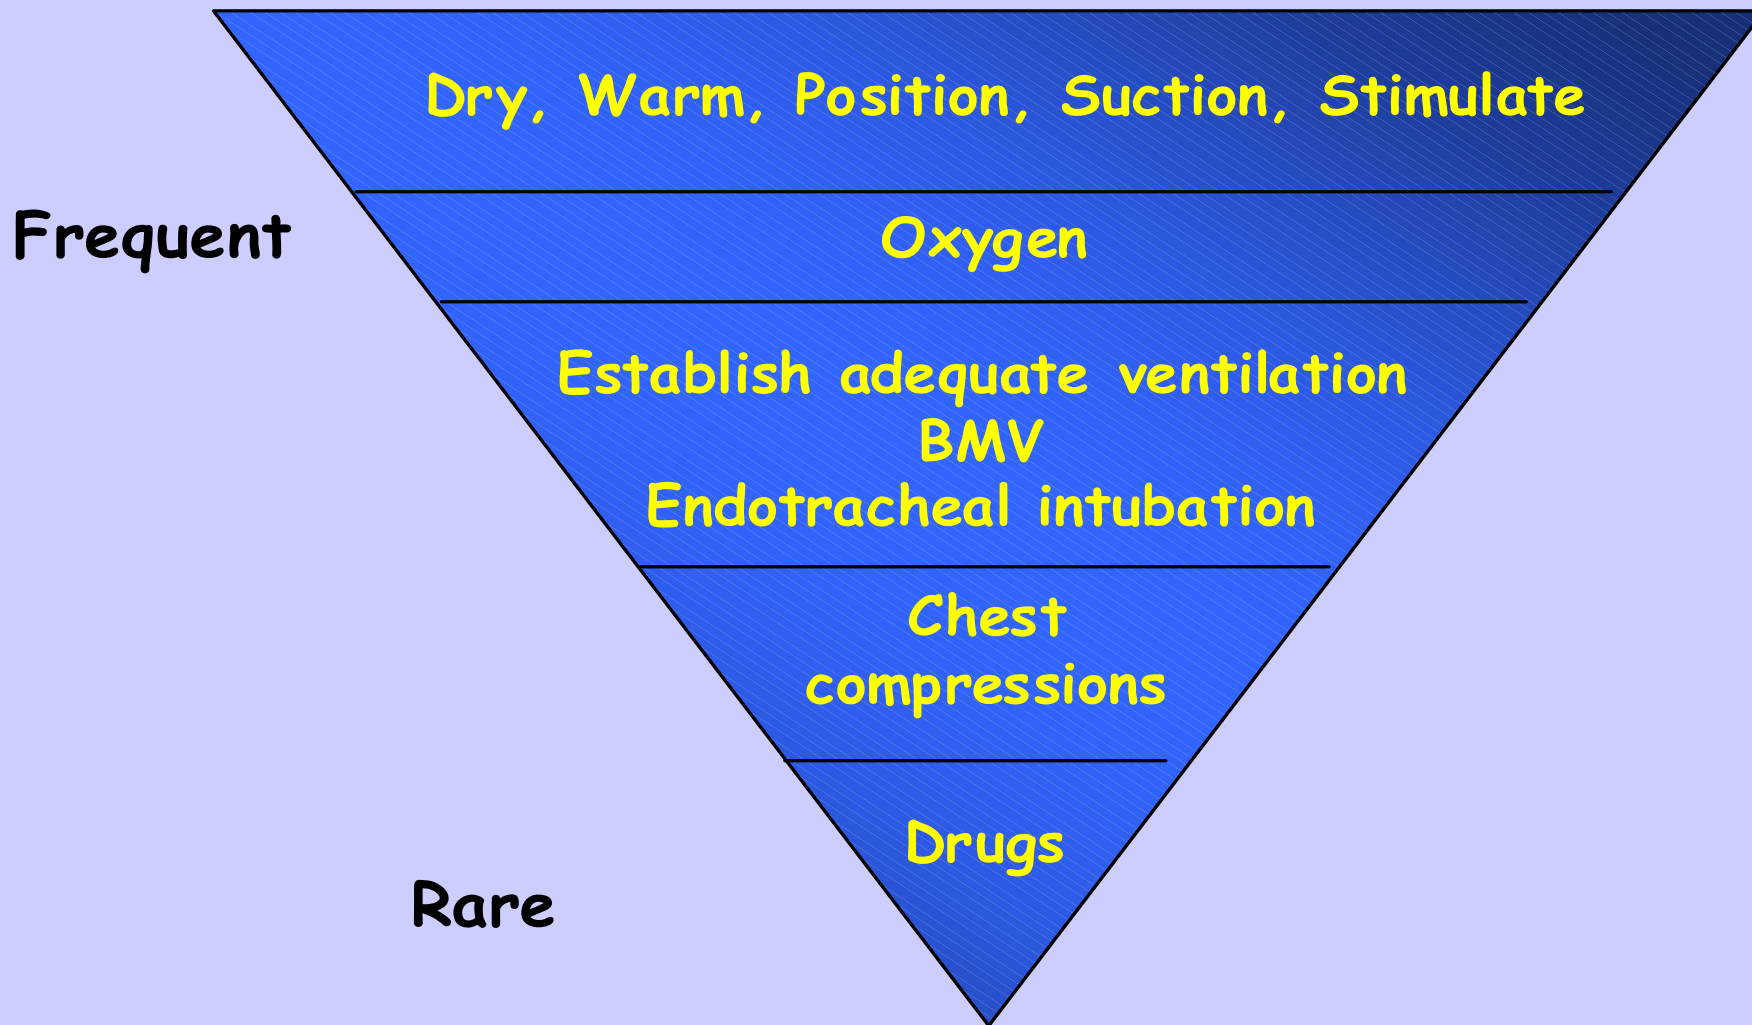 Dry, Warm, Position, Suction, Stimulate
Frequent
Oxygen
Establish adequate ventilation
BMV
Endotracheal intubation
Chest
compressions
Drugs
Rare